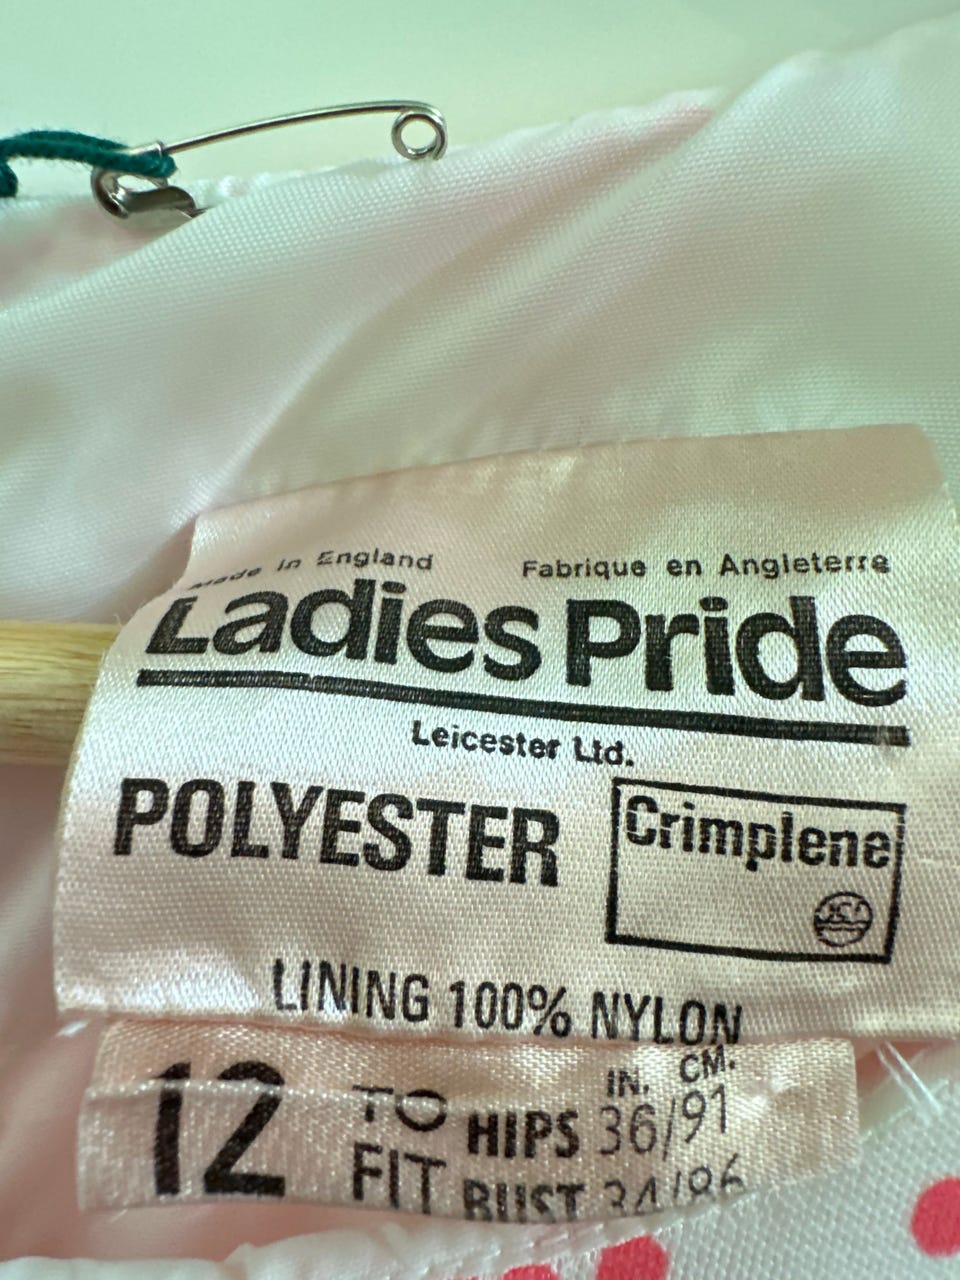 Made in England Fabrique en Angleterre
Ladies Pride
Leicester Ltd.
POLYESTER
Crimplene
ICI
LINING 100% NYLON
12
TO FIT
IN. CM.
HIPS 36/91
BUST 34/86